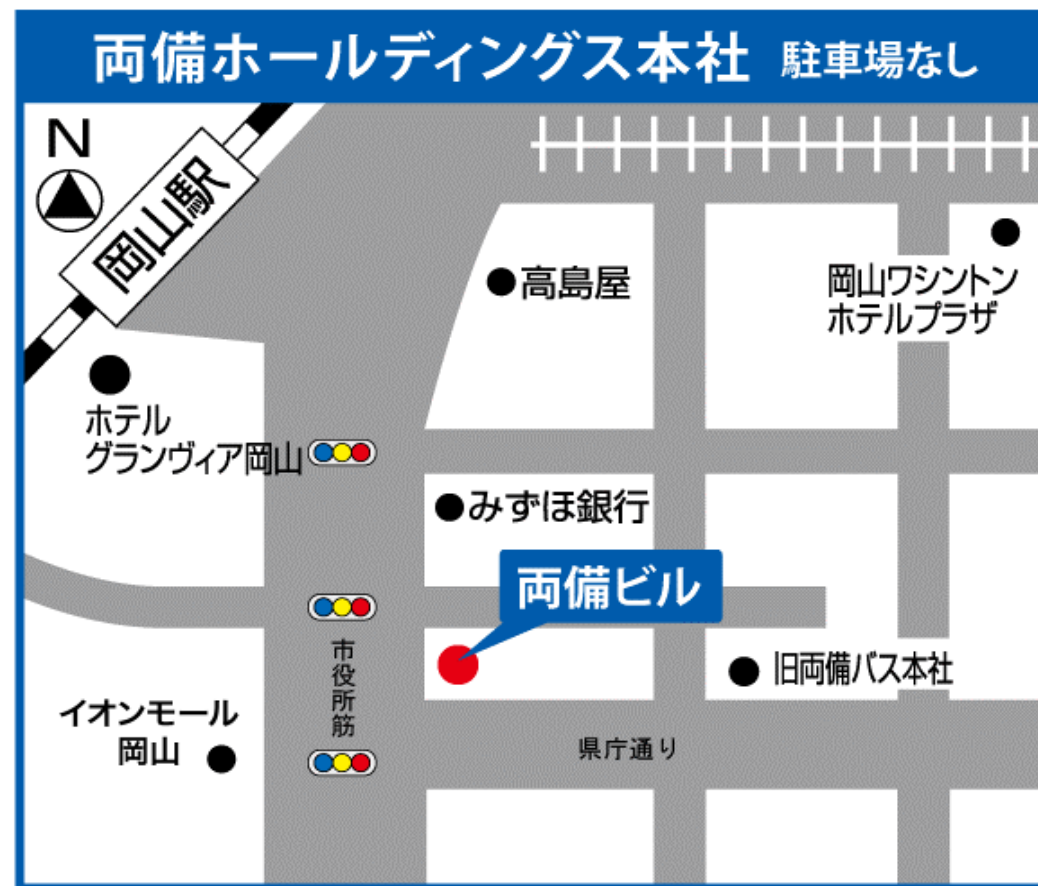 両備ホールディングス本社 駐車場なし
N
岡山駅
高島屋
岡山ワシントン
ホテルプラザ
ホテル
グランヴィア岡山
みずほ銀行
両備ビル
市役所筋
旧両備バス本社
イオンモール
岡山
県庁通り